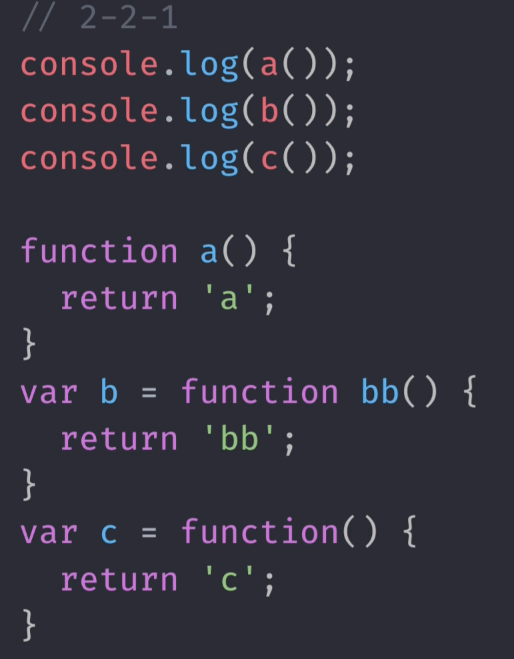 // 2-2-1
console.log(a());
console.log(b());
console.log(c());

function a() {
  return 'a';
}
var b = function bb() {
  return 'bb';
}
var c = function() {
  return 'c';
}